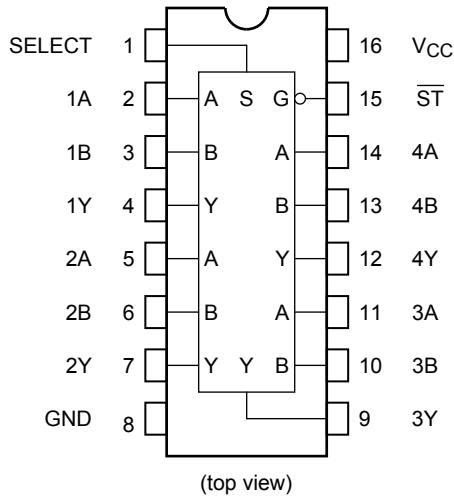 SELECT 1 16 VCC
1A 2 A S G 15 ST
1B 3 B A 14 4A
1Y 4 Y B 13 4B
2A 5 A Y 12 4Y
2B 6 B A 11 3A
2Y 7 Y Y B 10 3B
GND 8 9 3Y
(top view)